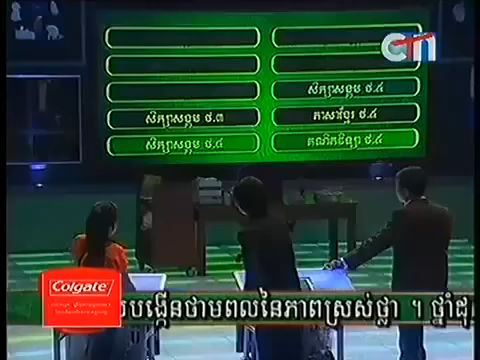 CTN
សិក្សាសង្គម ថ.៤
សិក្សាសង្គម ថ.៣
ភាសាខ្មែរ ថ.៤
សិក្សាសង្គម ថ.៤
គណិតវិទ្យា ថ.៤
Colgate
បង្កើនថាមពលនៃភាពស្រស់ថ្លា ។ ថ្នាំដុ